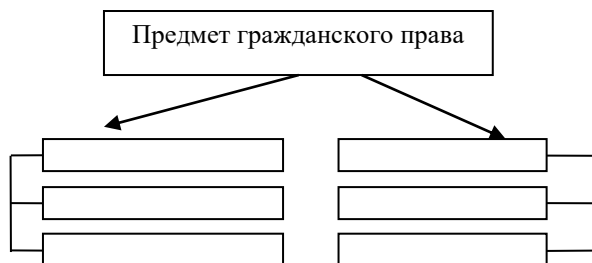 Предмет гражданского права